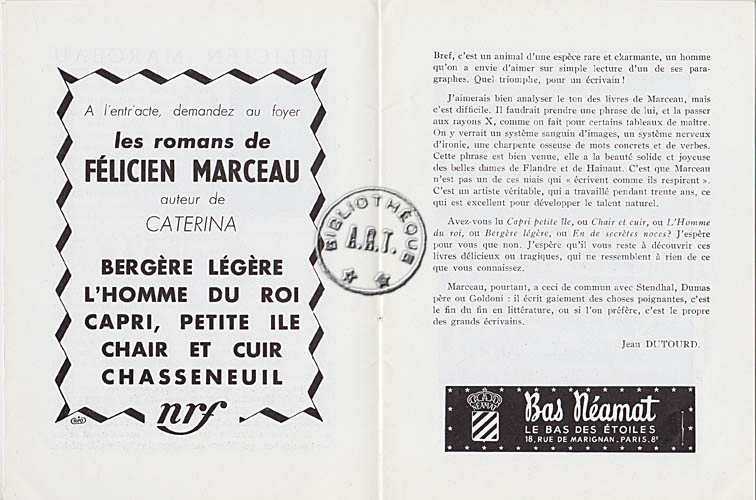 A l'entr'acte, demandez au foyer
les romans de
FÉLICIEN MARCEAU
auteur de
CATERINA
BERGÈRE LÉGÈRE
L'HOMME DU ROI
CAPRI, PETITE ILE
CHAIR ET CUIR
CHASSENEUIL
nrf
BIBLIOTHÈQUE
A.R.T.
Bref, c'est un animal d'une espèce rare et charmante, un homme
qu'on a envie d'aimer sur simple lecture d'un de ses para-
graphes. Quel triomphe, pour un écrivain !
J'aimerais bien analyser le ton des livres de Marceau, mais
c'est difficile. Il faudrait prendre une phrase de lui, et la passer
aux rayons X, comme on fait pour certains tableaux de maître.
On y verrait un système sanguin d'images, un système nerveux
d'ironie, une charpente osseuse de mots concrets et de verbes.
Cette phrase est bien venue, elle a la beauté solide et joyeuse
des belles dames de Flandre et de Hainaut. C'est que Marceau
n'est pas un de ces niais qui « écrivent comme ils respirent ».
C'est un artiste véritable, qui a travaillé pendant trente ans, ce
qui est excellent pour développer le talent naturel.
Avez-vous lu Capri petite île, ou Chair et cuir, ou L'Homme
du roi, ou Bergère légère, ou En de secrètes noces? J'espère
pour vous que non. J'espère qu'il vous reste à découvrir ces
livres délicieux ou tragiques, qui ne ressemblent à rien de ce
que vous connaissez.
Marceau, pourtant, a ceci de commun avec Stendhal, Dumas
père ou Goldoni : il écrit gaiement des choses poignantes, c'est
le fin du fin en littérature, ou si l'on préfère, c'est le propre
des grands écrivains.
Jean DUTOURD.
NÉAMAT
Bas Néamat
LE BAS DES ÉTOILES
18, RUE DE MARIGNAN. PARIS. 8e